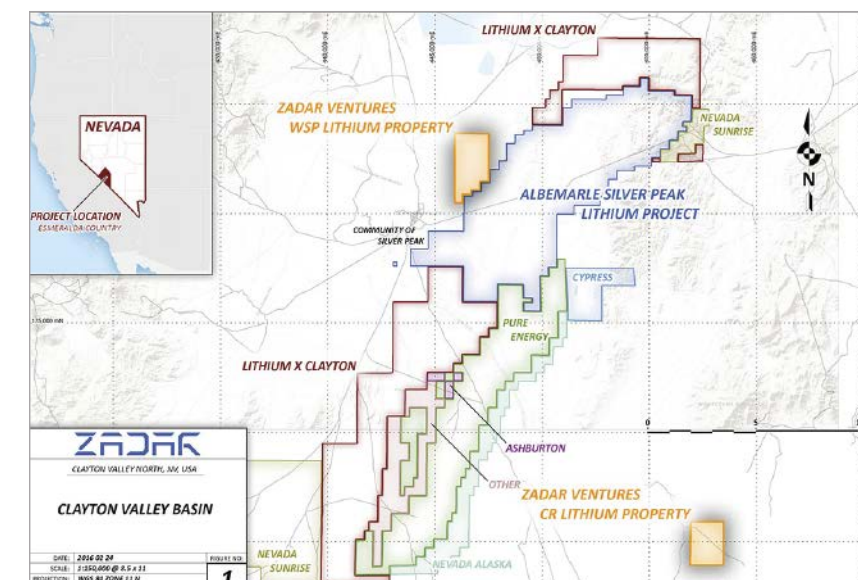 LITHIUM X CLAYTON
NEVADA
PROJECT LOCATION
ESMERALDA COUNTRY
ZADAR VENTURES
WSP LITHIUM PROPERTY
NEVADA
SUNRISE
N
ALBEMARLE SILVER PEAK
LITHIUM PROJECT
COMMUNITY OF
SILVER PEAK
CYPRESS
PURE
ENERGY
LITHIUM X CLAYTON
0
5
ASHBURTON
OTHER
ZADAR VENTURES
CR LITHIUM PROPERTY
NEVADA ALASKA
NEVADA
SUNRISE
ZADAR
CLAYTON VALLEY NORTH, NV, USA
CLAYTON VALLEY BASIN
DATE: 2016 02 24
FIGURE NO:
SCALE: 1:150,000 @ 8.5 x 11
1